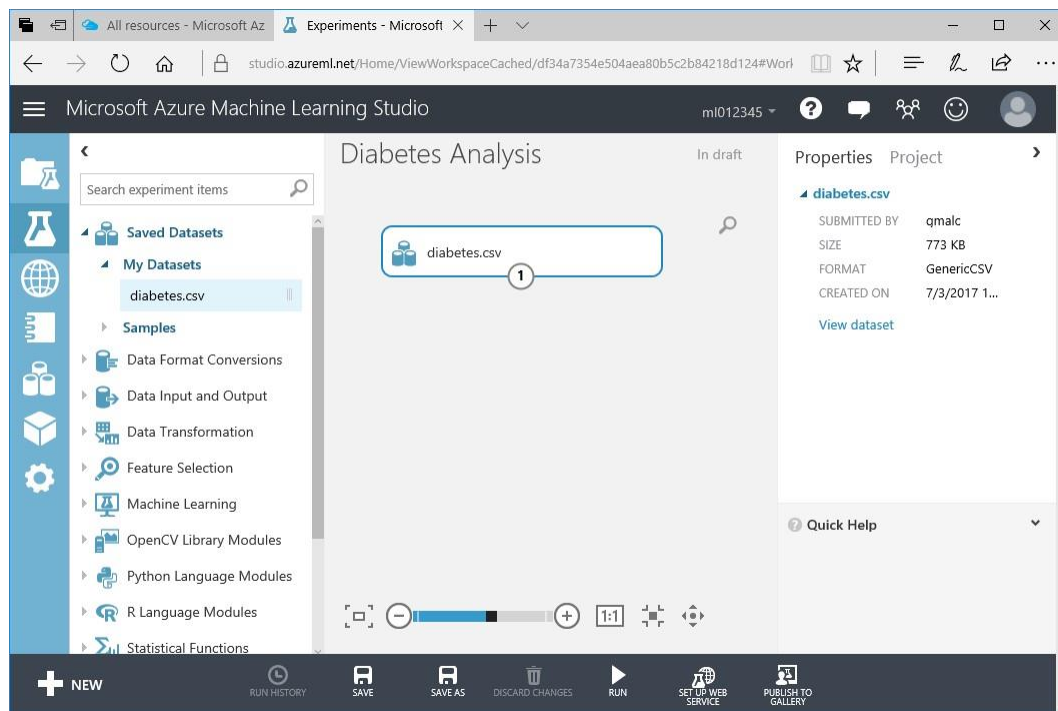 All resources - Microsoft Az
Experiments - Microsoft
studio.azureml.net/Home/ViewWorkspaceCached/df34a7354e504aea80b5c2b84218d124#Work
Microsoft Azure Machine Learning Studio
ml012345
Search experiment items
Saved Datasets
My Datasets
diabetes.csv
Samples
Data Format Conversions
Data Input and Output
Data Transformation
Feature Selection
Machine Learning
OpenCV Library Modules
Python Language Modules
R Language Modules
Statistical Functions
Diabetes Analysis
In draft
diabetes.csv
1
1:1
Properties Project
diabetes.csv
SUBMITTED BY qmalc
SIZE 773 KB
FORMAT GenericCSV
CREATED ON 7/3/2017 1...
View dataset
Quick Help
NEW
RUN HISTORY
SAVE
SAVE AS
DISCARD CHANGES
RUN
SET UP WEB
SERVICE
PUBLISH TO
GALLERY